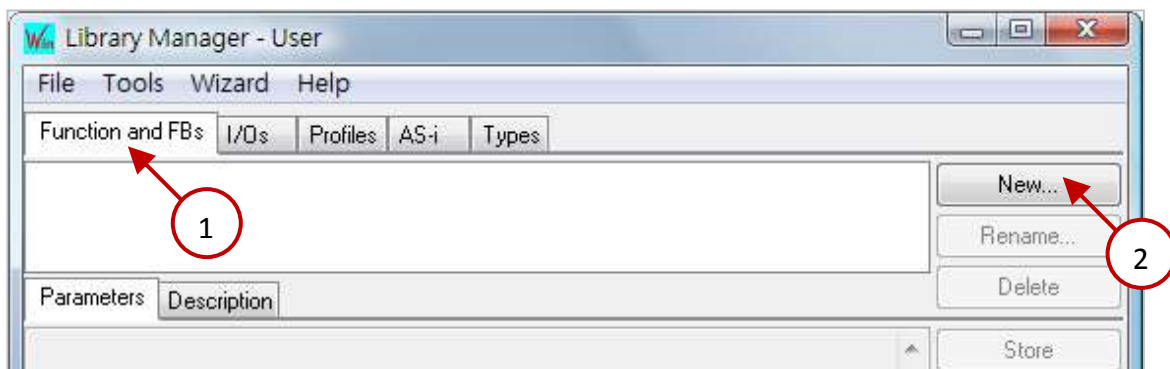 Win Library Manager - User
File Tools Wizard Help
Function and FBs I/Os Profiles AS-i Types
New...
1
Rename...
2
Delete
Parameters Description
Store